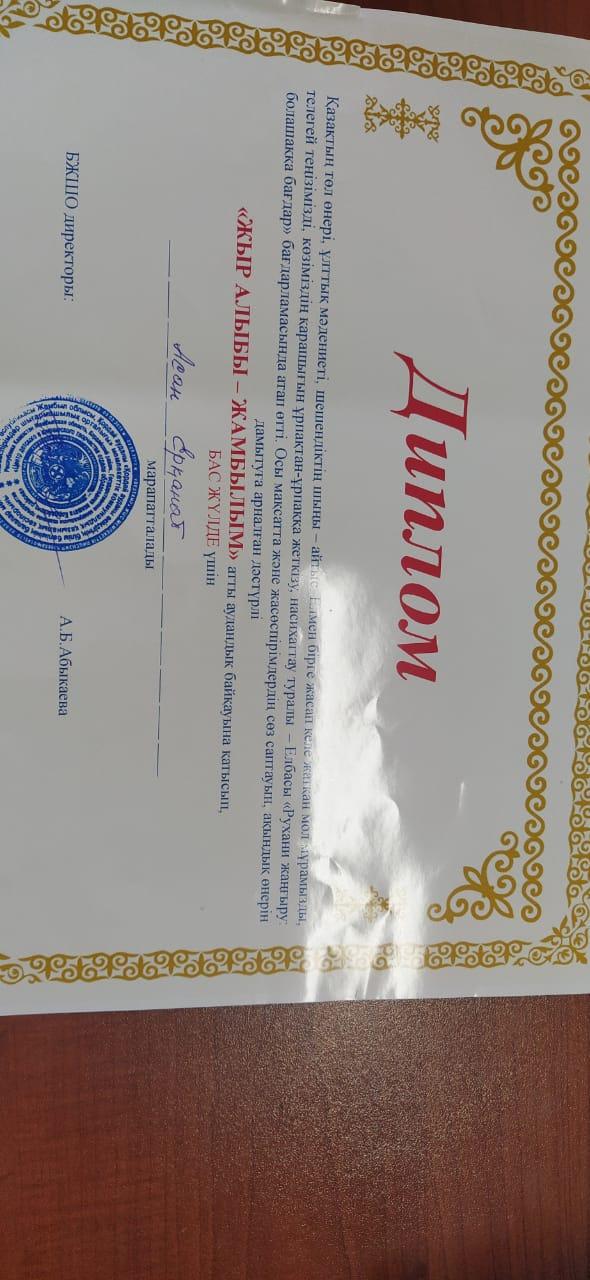 Диплом
Қазақтың төл өнері, ұлттық мәдениеті, шешендіктің шыңы – айтыс. Елмен бірге жасап келе жатқан мол мұрамызды,
телегей теңізімізді, көзіміздің қарашығын ұрпақтан-ұрпаққа жеткізу, насихаттау туралы – Елбасы «Рухани жаңғыру:
болашаққа бағдар» бағдарламасында атап өтті. Осы мақсатта және жасөспірімдердің сөз саптауын, ақындық өнерін
дамытуға арналған дәстүрлі
«ЖЫР АЛЫБЫ – ЖАМБЫЛЫМ» атты аудандық байқауына қатысып,
БАС ЖҮЛДЕ үшін
Асан Ерқанат
марапатталады
БЖШО директоры: А.Б.Абыкаева